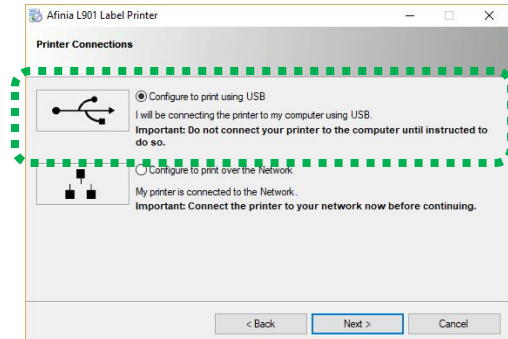 Afinia L901 Label Printer
Printer Connections
Configure to print using USB
I will be connecting the printer to my computer using USB.
Important: Do not connect your printer to the computer until instructed to
do so.
Configure to print over the Network
My printer is connected to the Network.
Important: Connect the printer to your network now before continuing.
< Back
Next >
Cancel